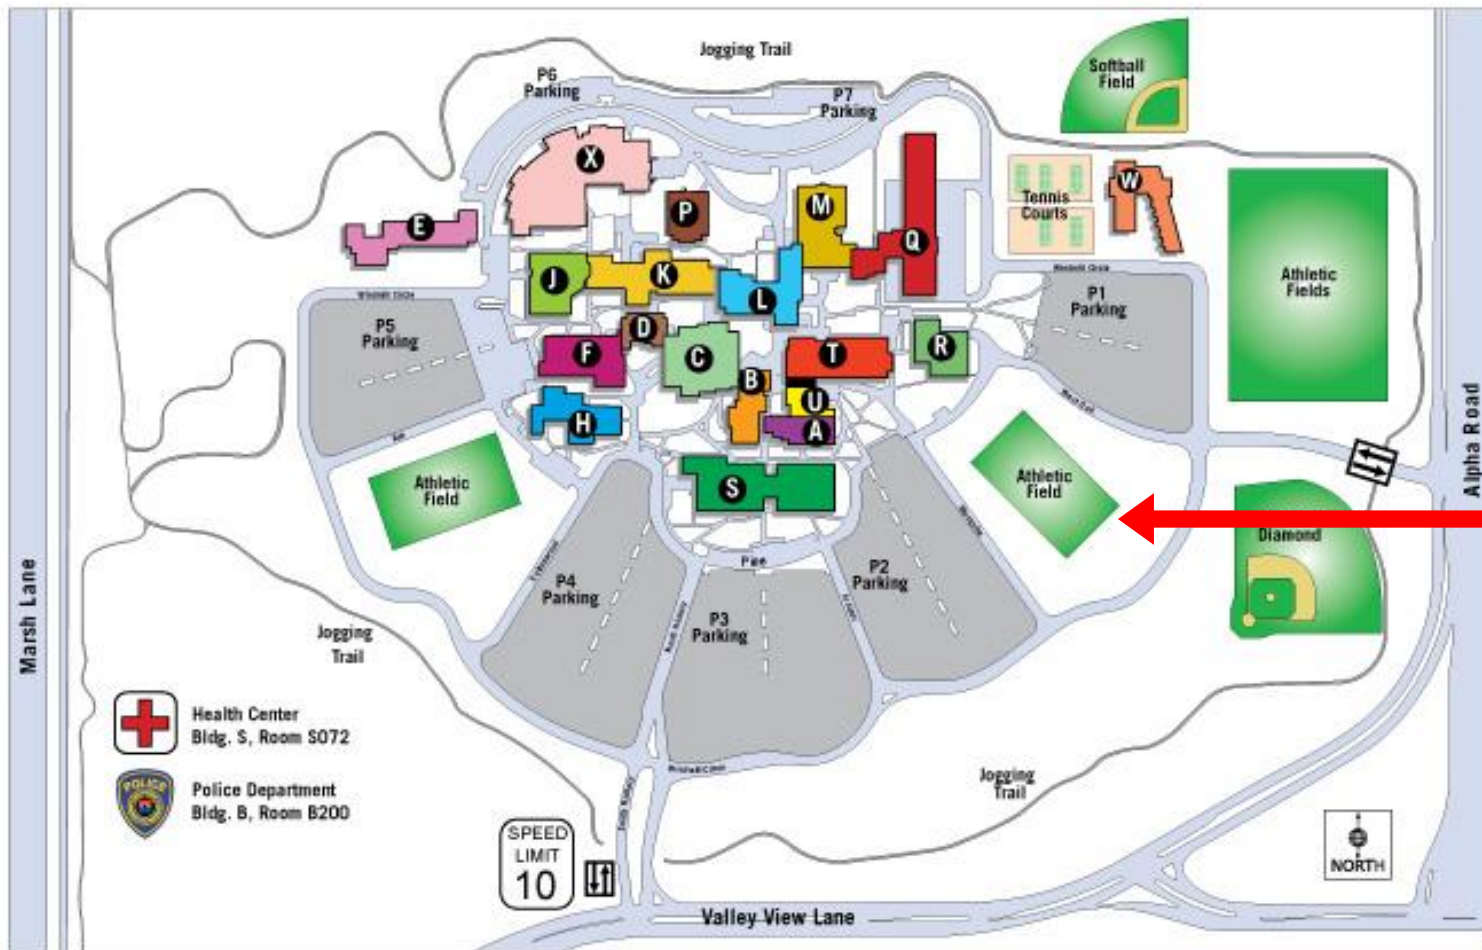 Jogging Trail
P6
Parking
P7
Parking
Softball
Field
X
P
M
W
E
Q
Tennis
Courts
J
K
L
Athletic
Fields
P1
Parking
P5
Parking
D
F
C
T
R
B
U
H
A
Athletic
Field
S
Athletic
Field
Alpha Road
Diamond
Pine
P4
Parking
P2
Parking
P3
Parking
Marsh Lane
Jogging
Trail
Health Center
Bldg. S, Room S072
POLICE
Police Department
Bldg. B, Room B200
Jogging
Trail
SPEED
LIMIT
10
NORTH
Valley View Lane